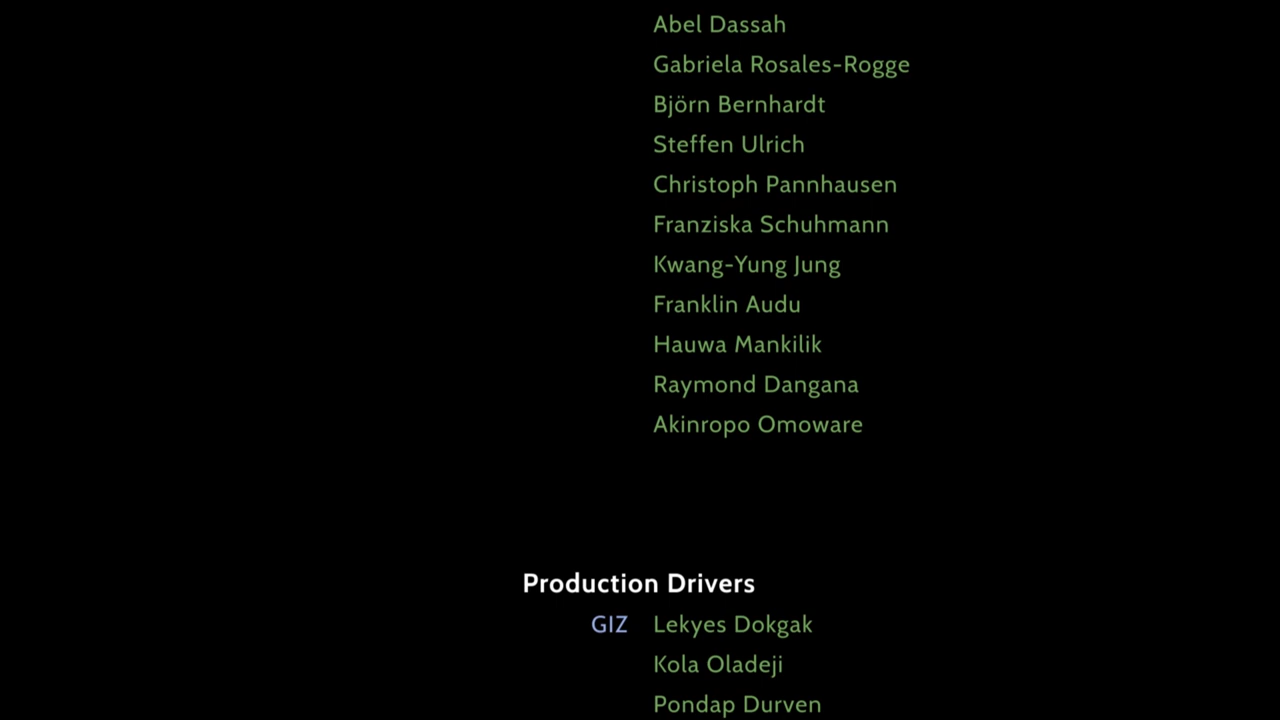 Abel Dassah
Gabriela Rosales-Rogge
Björn Bernhardt
Steffen Ulrich
Christoph Pannhausen
Franziska Schuhmann
Kwang-Yung Jung
Franklin Audu
Hauwa Mankilik
Raymond Dangana
Akinropo Omoware
Production Drivers
GIZ Lekyes Dokgak
Kola Oladeji
Pondap Durven